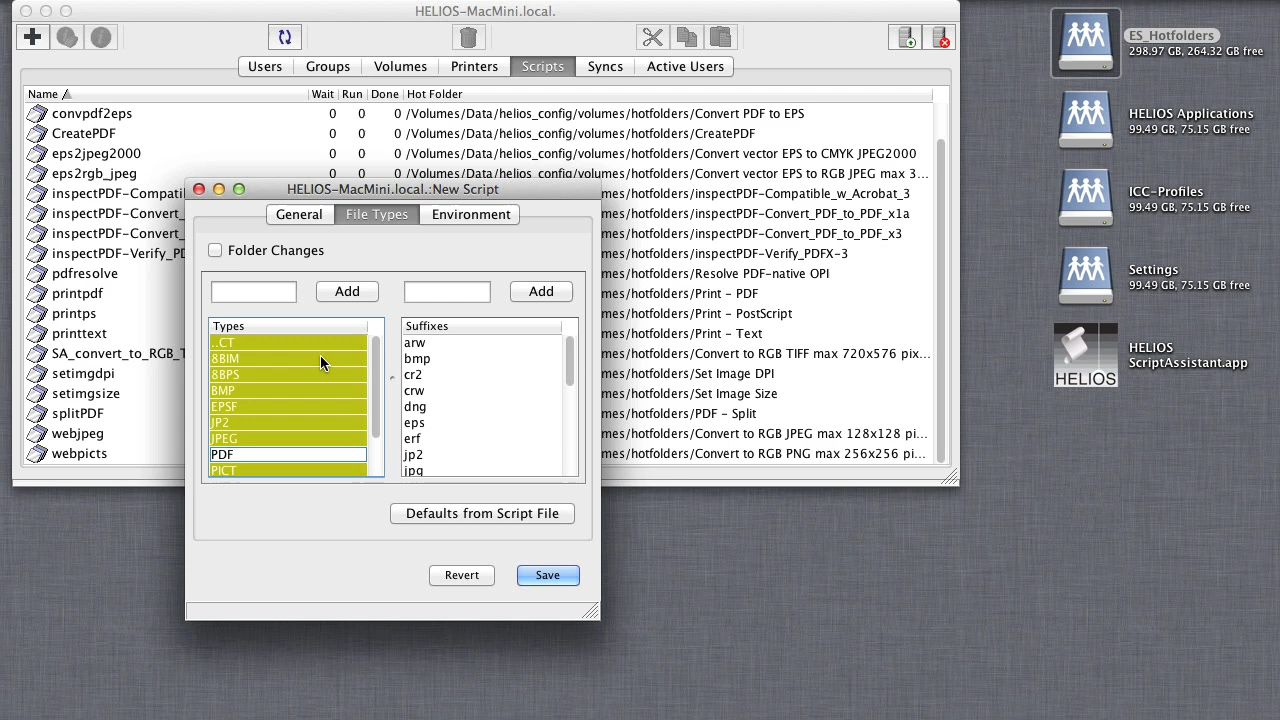 HELIOS-MacMini.local.
Users Groups Volumes Printers Scripts Syncs Active Users
Name Wait Run Done Hot Folder
convpdf2eps 0 0 0 /Volumes/Data/helios_config/volumes/hotfolders/Convert PDF to EPS
CreatePDF 0 0 0 /Volumes/Data/helios_config/volumes/hotfolders/CreatePDF
eps2jpeg2000 0 0 0 /Volumes/Data/helios_config/volumes/hotfolders/Convert vector EPS to CMYK JPEG2000
eps2rgb_jpeg 0 0 0 /Volumes/Data/helios_config/volumes/hotfolders/Convert vector EPS to RGB JPEG max 3...
inspectPDF-Compatib mes/hotfolders/inspectPDF-Compatible_w_Acrobat_3
inspectPDF-Convert_ mes/hotfolders/inspectPDF-Convert_PDF_to_PDF_x1a
inspectPDF-Convert_ mes/hotfolders/inspectPDF-Convert_PDF_to_PDF_x3
inspectPDF-Verify_PD mes/hotfolders/inspectPDF-Verify_PDFX-3
pdfresolve mes/hotfolders/Resolve PDF-native OPI
printpdf mes/hotfolders/Print - PDF
printps mes/hotfolders/Print - PostScript
printtext mes/hotfolders/Print - Text
SA_convert_to_RGB_T mes/hotfolders/Convert to RGB TIFF max 720x576 pix...
setimgdpi mes/hotfolders/Set Image DPI
setimgsize mes/hotfolders/Set Image Size
splitPDF mes/hotfolders/PDF - Split
webjpeg mes/hotfolders/Convert to RGB JPEG max 128x128 pi...
webpicts mes/hotfolders/Convert to RGB PNG max 256x256 pi...
HELIOS-MacMini.local.:New Script
General File Types Environment
Folder Changes
Add Add
Types Suffixes
..CT arw
8BIM bmp
8BPS cr2
BMP crw
EPSF dng
JP2 eps
JPEG erf
PDF jp2
PICT jpg
Defaults from Script File
Revert Save
ES_Hotfolders
298.97 GB, 264.32 GB free
HELIOS Applications
99.49 GB, 75.15 GB free
ICC-Profiles
99.49 GB, 75.15 GB free
Settings
99.49 GB, 75.15 GB free
HELIOS
ScriptAssistant.app
HELIOS